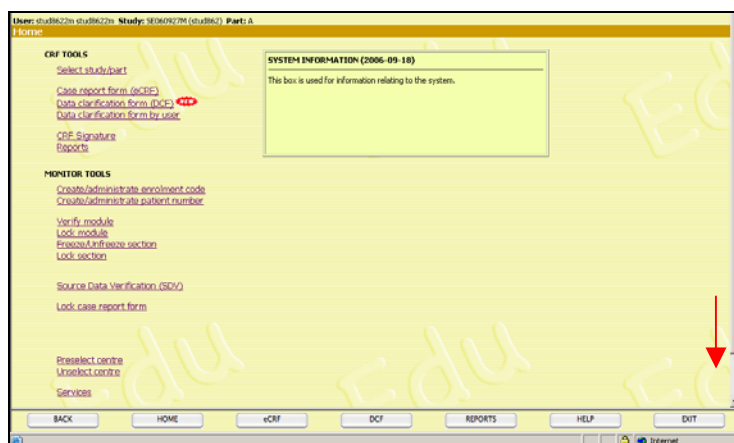 User: stud8622m stud8622m Study: SE060927M (stud862) Part: A
Home
CRF TOOLS
Select study/part
Case report form (eCRF)
Data clarification form (DCF) NEW
Data clarification form by user
CRF Signature
Reports
SYSTEM INFORMATION (2006-09-18)
This box is used for information relating to the system.
MONITOR TOOLS
Create/administrate enrolment code
Create/administrate patient number
Verify module
Lock module
Freeze/Unfreeze section
Lock section
Source Data Verification (SDV)
Lock case report form
Preselect centre
Unselect centre
Services
BACK HOME eCRF DCF REPORTS HELP EXIT
Internet
Edu
Edu
Edu
Edu